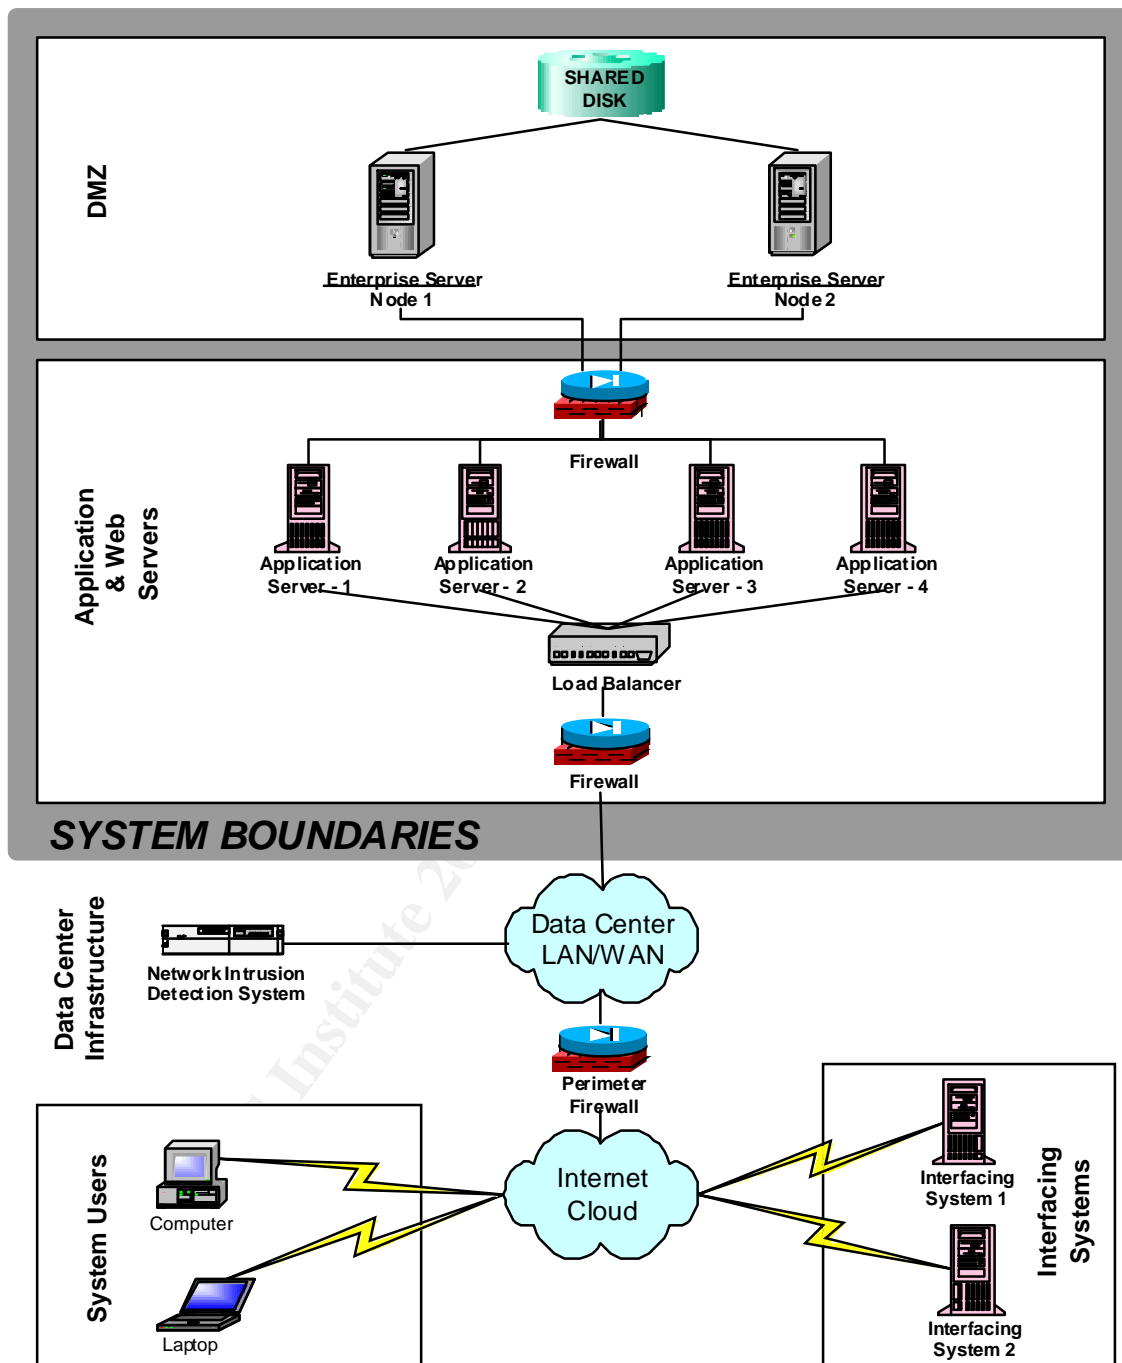 SHARED
DISK
DMZ
Enterprise Server
Node 1
Enterprise Server
Node 2
Firewall
Application
& Web
Servers
Application
Server - 1
Application
Server - 2
Application
Server - 3
Application
Server - 4
Load Balancer
Firewall
SYSTEM BOUNDARIES
Data Center
Infrastructure
Network Intrusion
Detection System
Data Center
LAN/WAN
Perimeter
Firewall
System Users
Computer
Laptop
Internet
Cloud
Interfacing
System 1
Interfacing
System 2
Interfacing
Systems
Institute 20